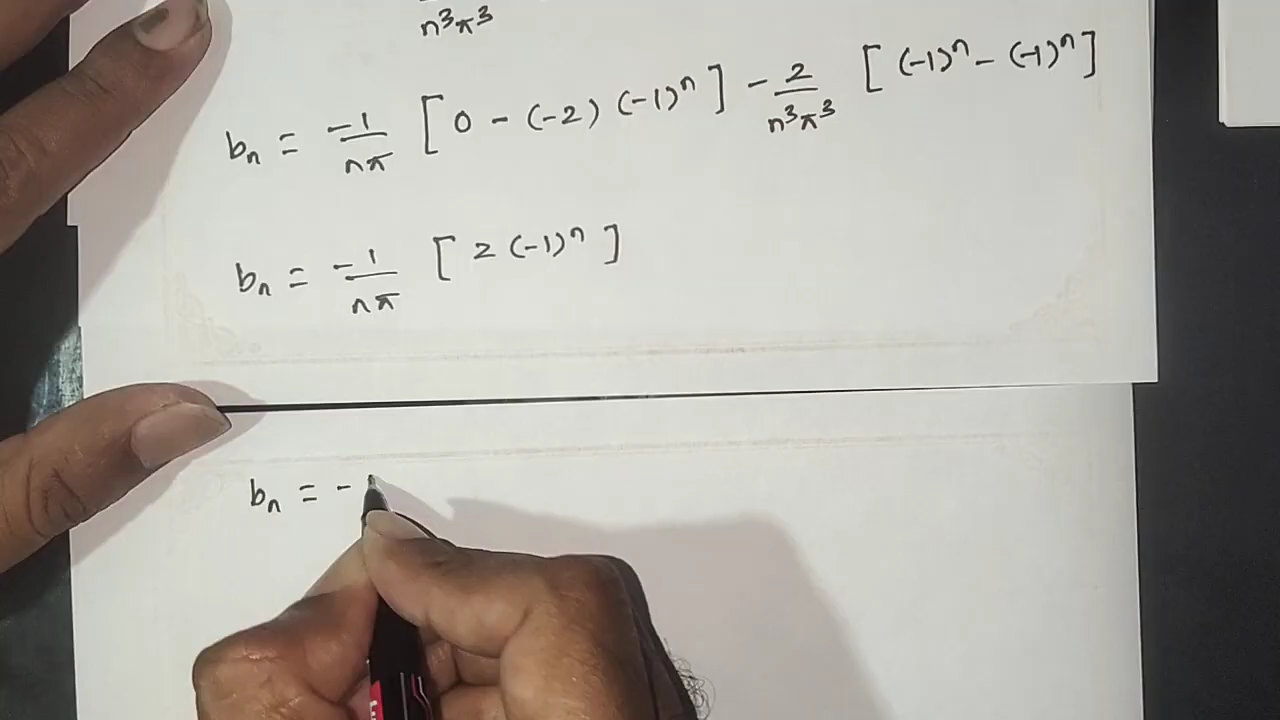 n³π³
bₙ = -1/nπ [ 0 - (-2) (-1)ⁿ ] - 2/n³π³ [ (-1)ⁿ - (-1)ⁿ ]
bₙ = -1/nπ [ 2 (-1)ⁿ ]
bₙ = -